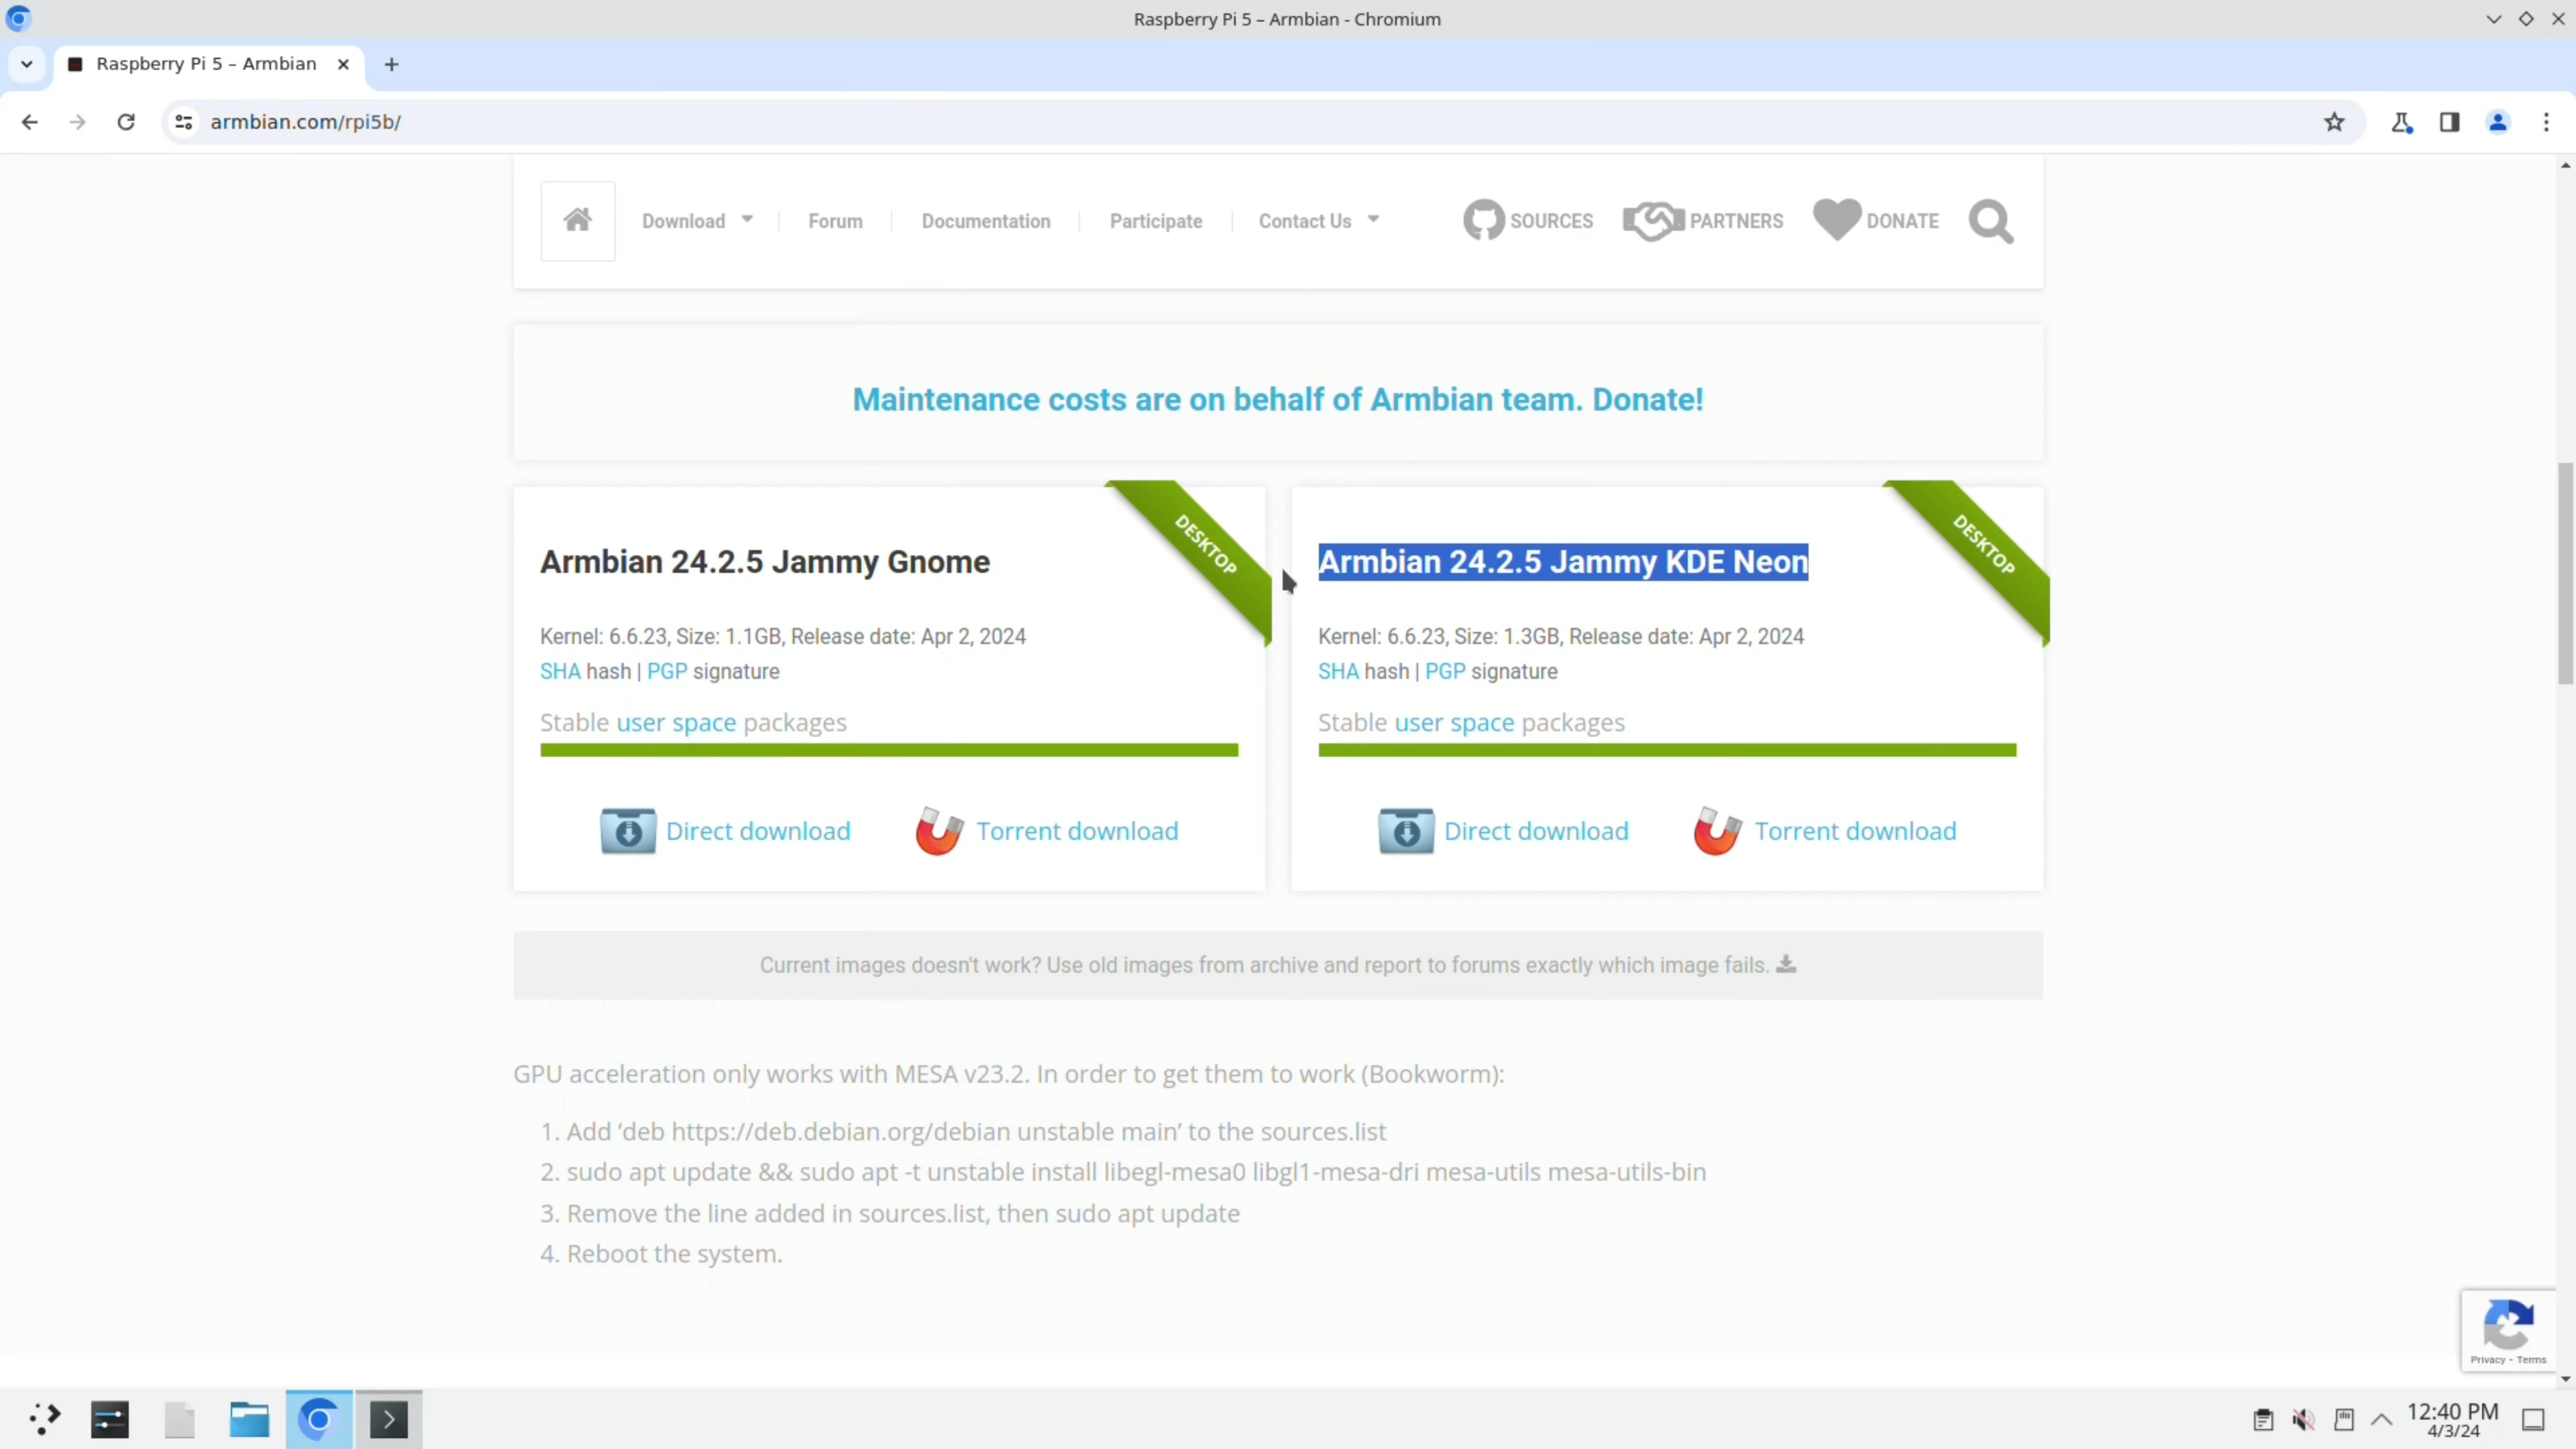 Raspberry Pi 5 – Armbian - Chromium
Raspberry Pi 5 – Armbian
armbian.com/rpi5b/
Download
Forum
Documentation
Participate
Contact Us
SOURCES
PARTNERS
DONATE
Maintenance costs are on behalf of Armbian team. Donate!
DESKTOP
Armbian 24.2.5 Jammy Gnome
Kernel: 6.6.23, Size: 1.1GB, Release date: Apr 2, 2024
SHA hash | PGP signature
Stable user space packages
Direct download
Torrent download
DESKTOP
Armbian 24.2.5 Jammy KDE Neon
Kernel: 6.6.23, Size: 1.3GB, Release date: Apr 2, 2024
SHA hash | PGP signature
Stable user space packages
Direct download
Torrent download
Current images doesn't work? Use old images from archive and report to forums exactly which image fails.
GPU acceleration only works with MESA v23.2. In order to get them to work (Bookworm):
1. Add ‘deb https://deb.debian.org/debian unstable main’ to the sources.list
2. sudo apt update && sudo apt -t unstable install libegl-mesa0 libgl1-mesa-dri mesa-utils mesa-utils-bin
3. Remove the line added in sources.list, then sudo apt update
4. Reboot the system.
Privacy - Terms
12:40 PM
4/3/24